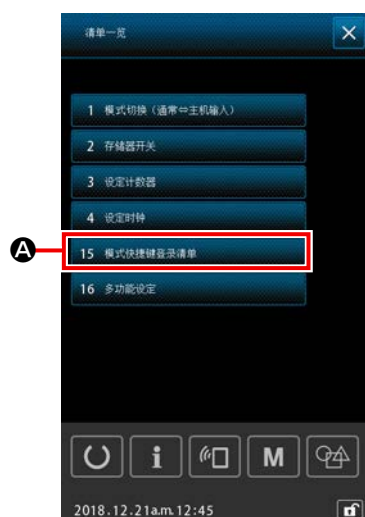 清单一览
1 模式切换（通常⇔主机输入）
2 存储器开关
3 设定计数器
4 设定时钟
A
15 模式快捷键登录清单
16 多功能设定
i
M
2018.12.21a.m.12:45